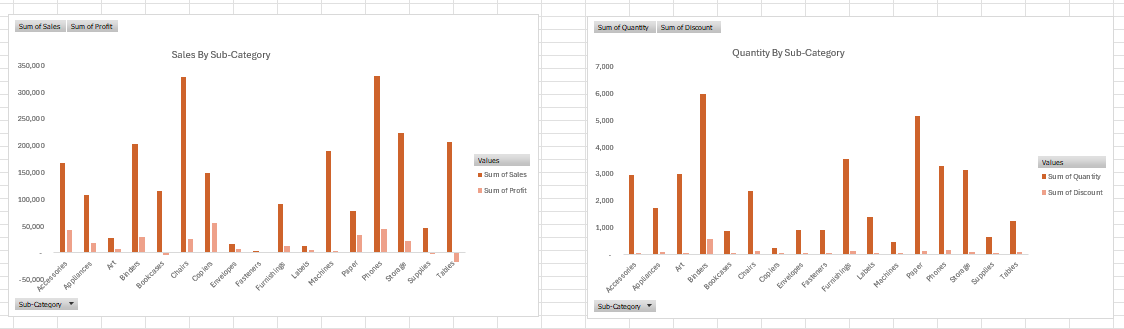 Sum of Sales Sum of Profit
Sales By Sub-Category
350,000
300,000
250,000
200,000
150,000
100,000
50,000
-
-50,000
Accessories
Appliances
Art
Binders
Bookcases
Chairs
Copiers
Envelopes
Fasteners
Furnishings
Labels
Machines
Paper
Phones
Storage
Supplies
Tables
Values
Sum of Sales
Sum of Profit
Sub-Category
Sum of Quantity Sum of Discount
Quantity By Sub-Category
7,000
6,000
5,000
4,000
3,000
2,000
1,000
-
Accessories
Appliances
Art
Binders
Bookcases
Chairs
Copiers
Envelopes
Fasteners
Furnishings
Labels
Machines
Paper
Phones
Storage
Supplies
Tables
Values
Sum of Quantity
Sum of Discount
Sub-Category